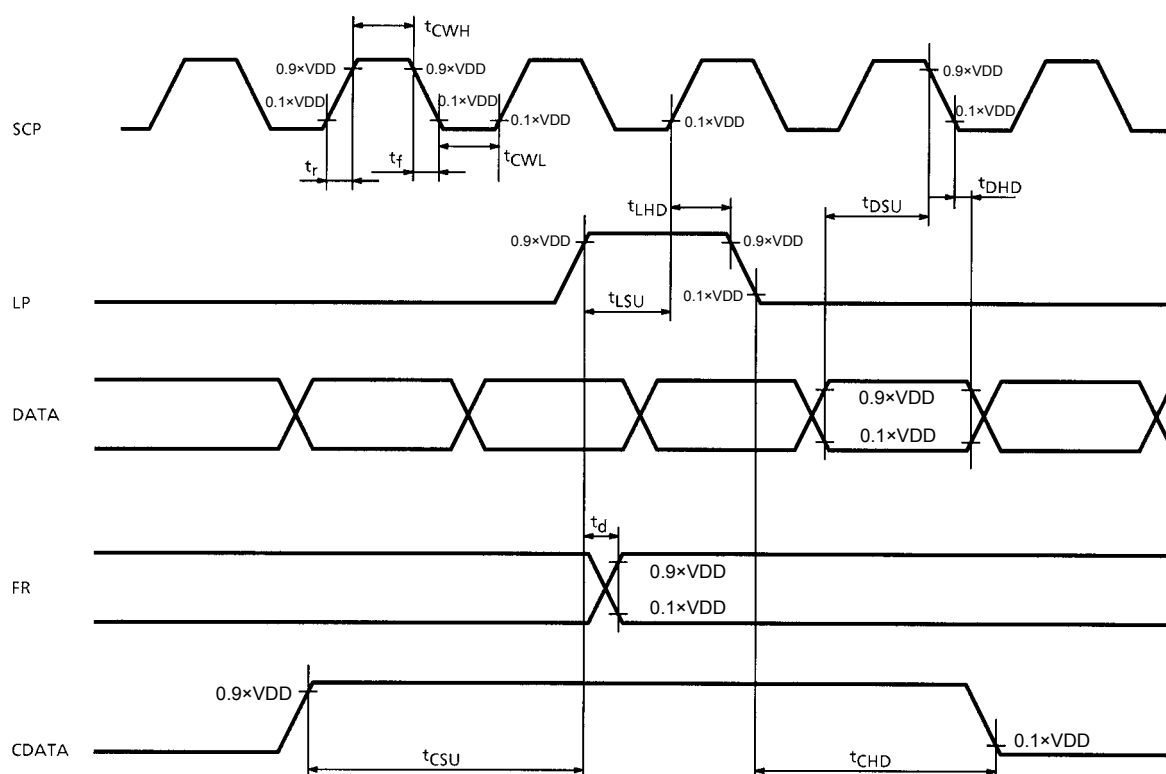 tCWH
0.9×VDD 0.9×VDD 0.9×VDD
0.1×VDD 0.1×VDD 0.1×VDD 0.1×VDD 0.1×VDD
SCP
tr tf tCWL
tDHD
tLHD tDSU
0.9×VDD 0.9×VDD
LP
tLSU 0.1×VDD
DATA
0.9×VDD
0.1×VDD
td
FR
0.9×VDD
0.1×VDD
0.9×VDD
CDATA
0.1×VDD
tCSU tCHD